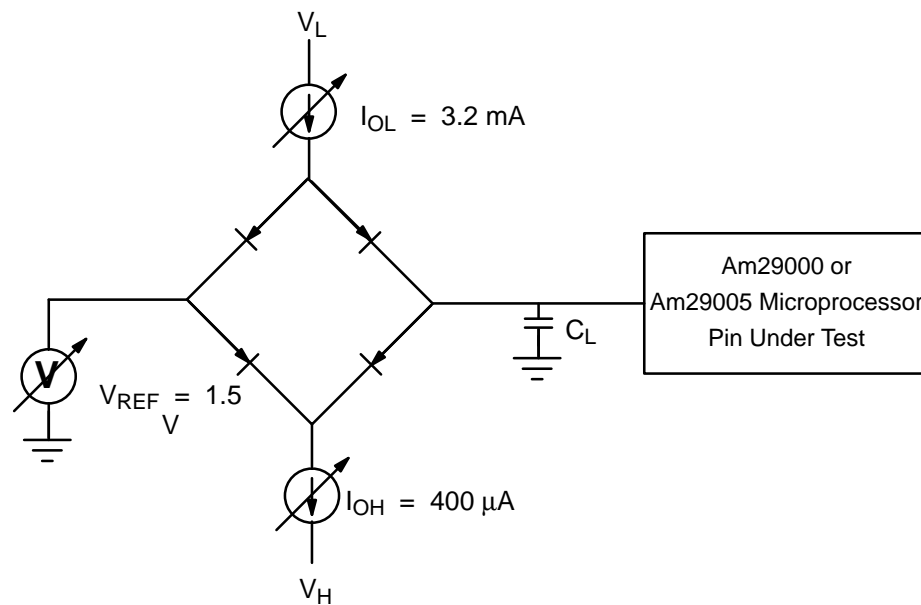 V_L
I_OL = 3.2 mA
Am29000 or
Am29005 Microprocessor
Pin Under Test
C_L
V
V_REF = 1.5
V
I_OH = 400 μA
V_H